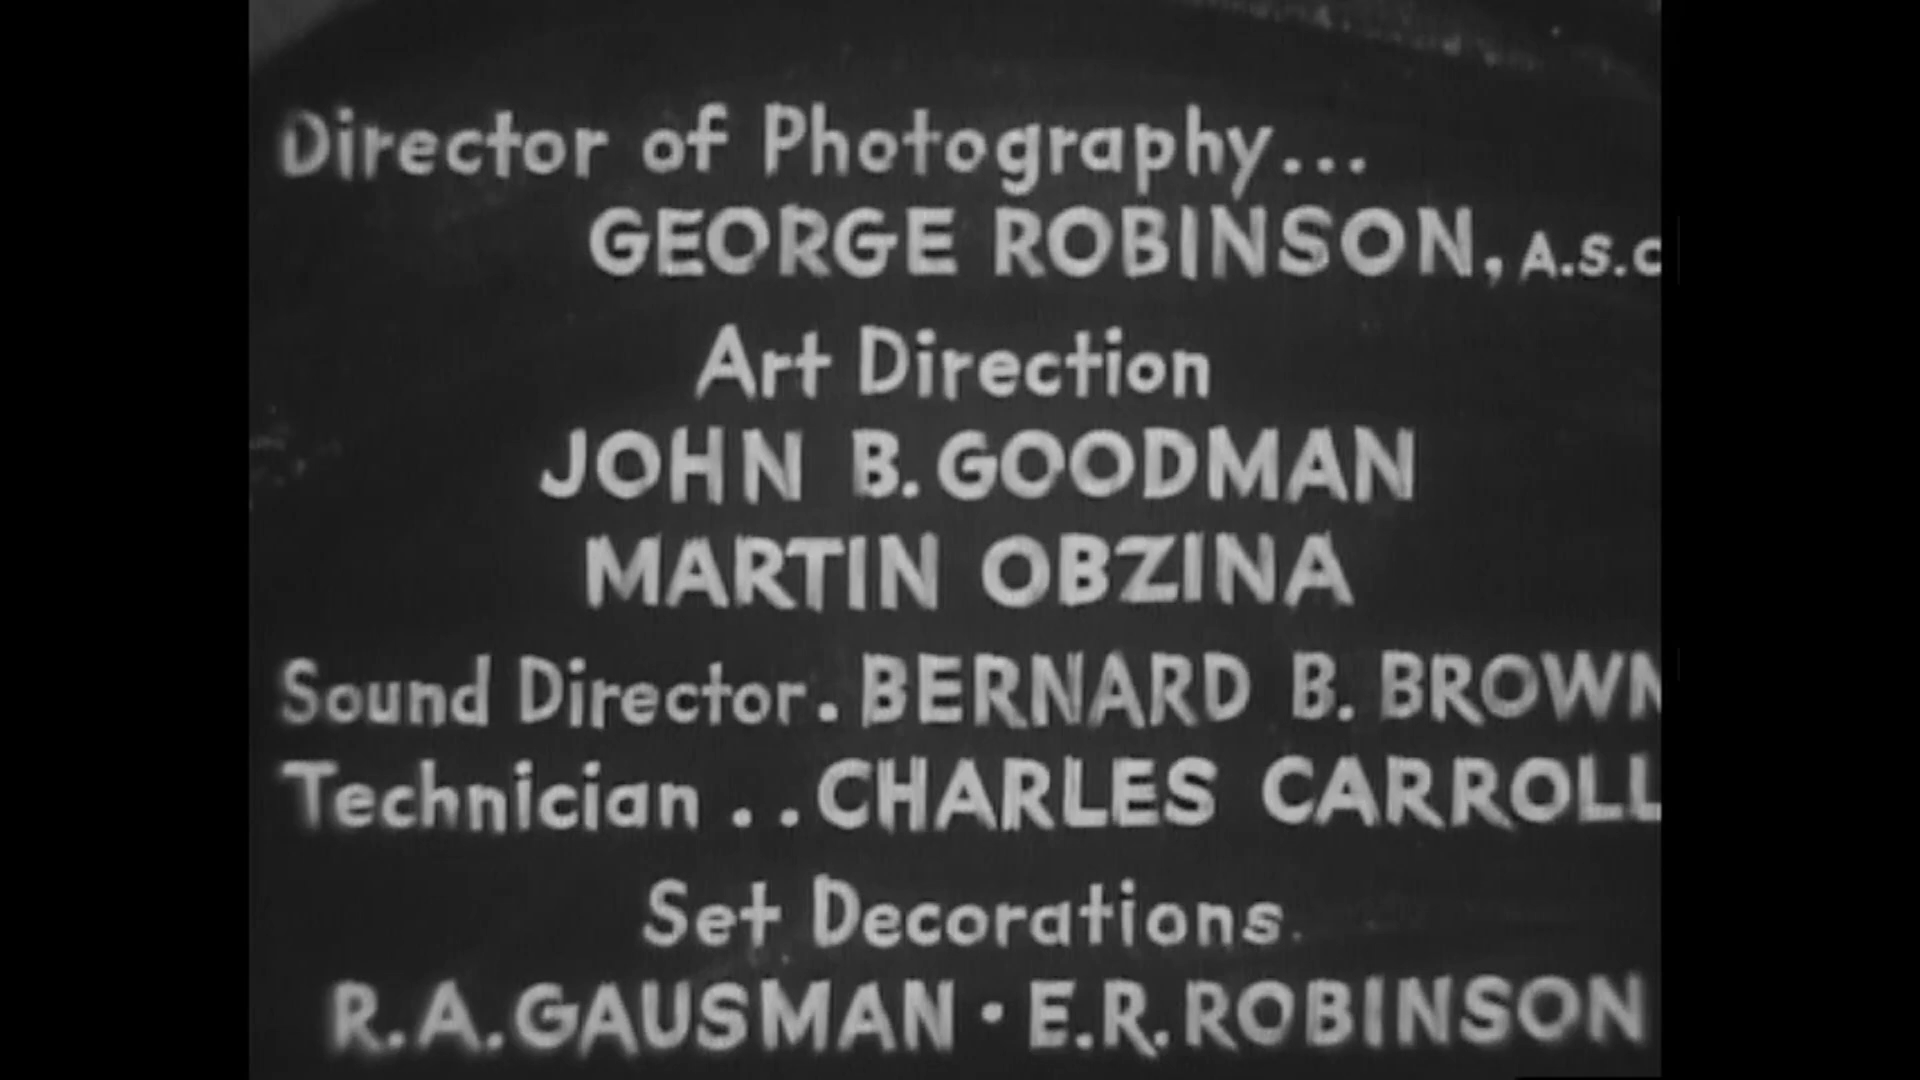 Director of Photography...
GEORGE ROBINSON, A.S.C
Art Direction
JOHN B. GOODMAN
MARTIN OBZINA
Sound Director. BERNARD B. BROWN
Technician .. CHARLES CARROLL
Set Decorations.
R.A. GAUSMAN • E.R. ROBINSON